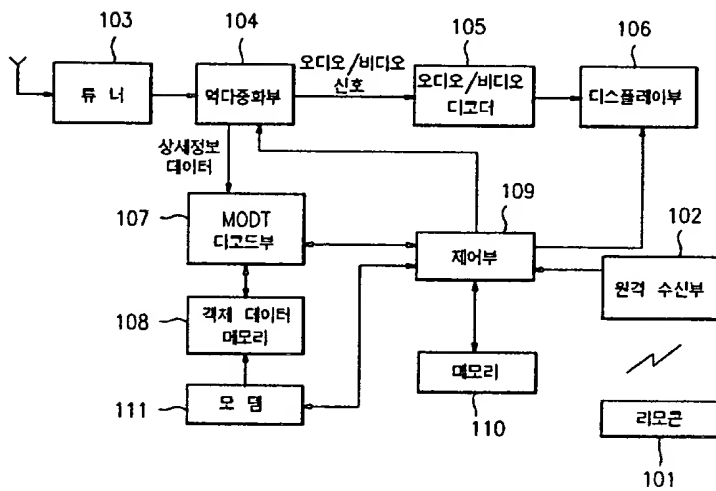 103
104
105
106
튜 너
역다중화부
오디오/비디오
신호
오디오/비디오
디코더
디스플레이부
상세정보
데이터
107
MODT
디코드부
109
제어부
102
원격 수신부
108
객체 데이터
메모리
메모리
110
111
모 뎀
리모콘
101